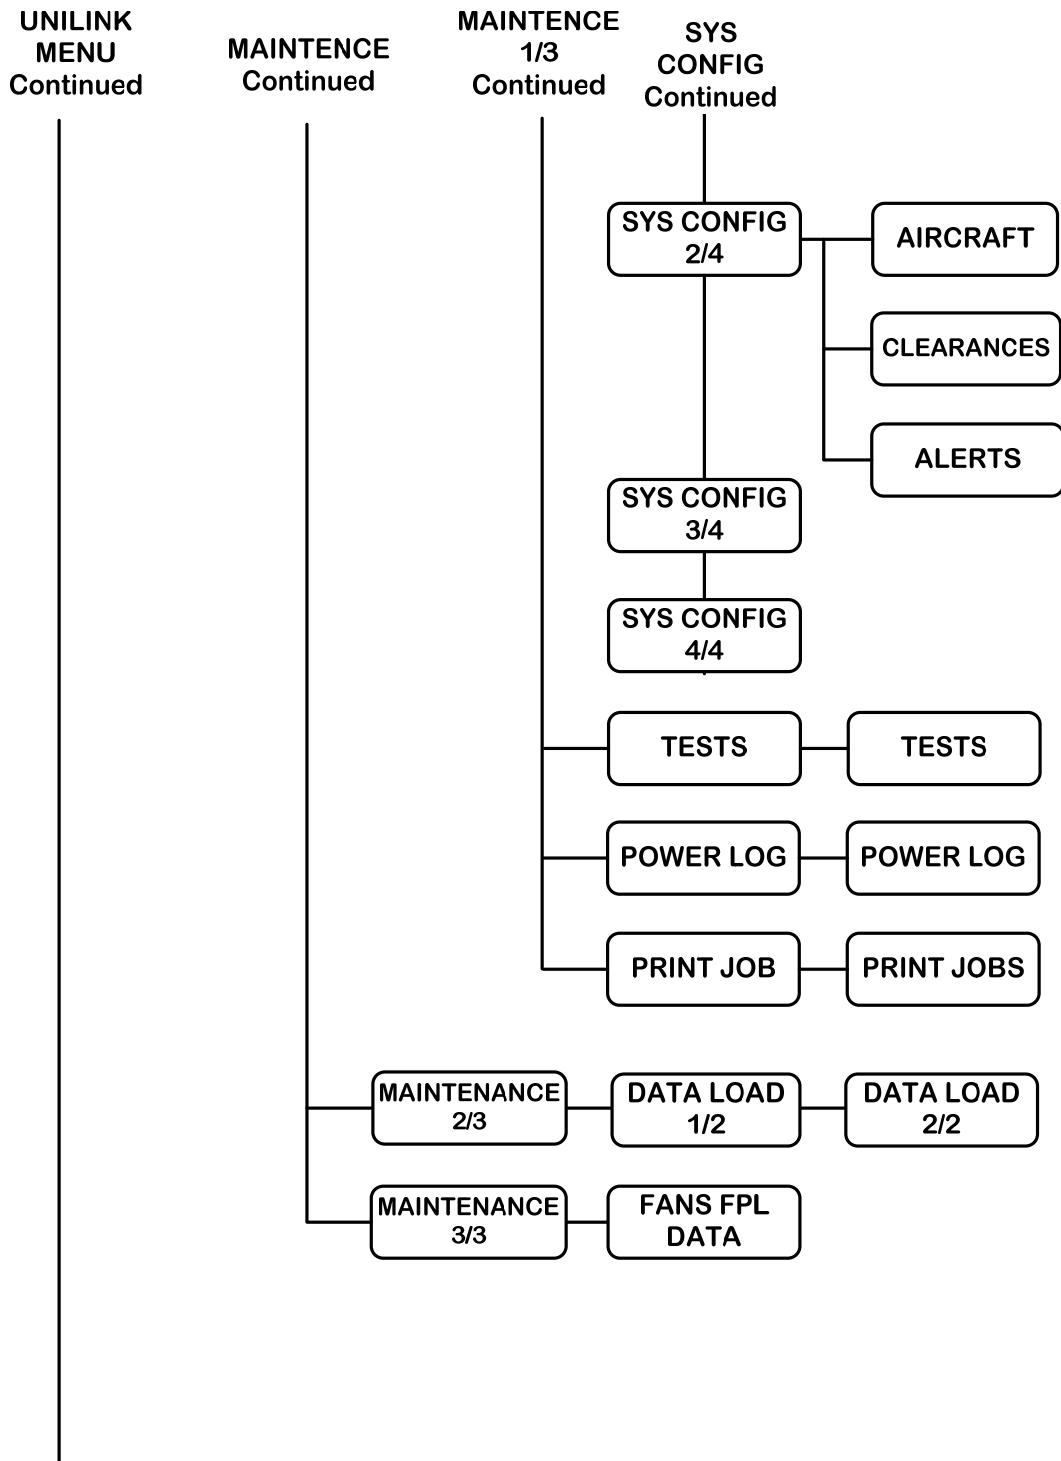 UNILINK
MENU
Continued
MAINTENCE
Continued
MAINTENCE
1/3
Continued
SYS
CONFIG
Continued
SYS CONFIG
2/4
AIRCRAFT
CLEARANCES
ALERTS
SYS CONFIG
3/4
SYS CONFIG
4/4
TESTS
TESTS
POWER LOG
POWER LOG
PRINT JOB
PRINT JOBS
MAINTENANCE
2/3
DATA LOAD
1/2
DATA LOAD
2/2
MAINTENANCE
3/3
FANS FPL
DATA